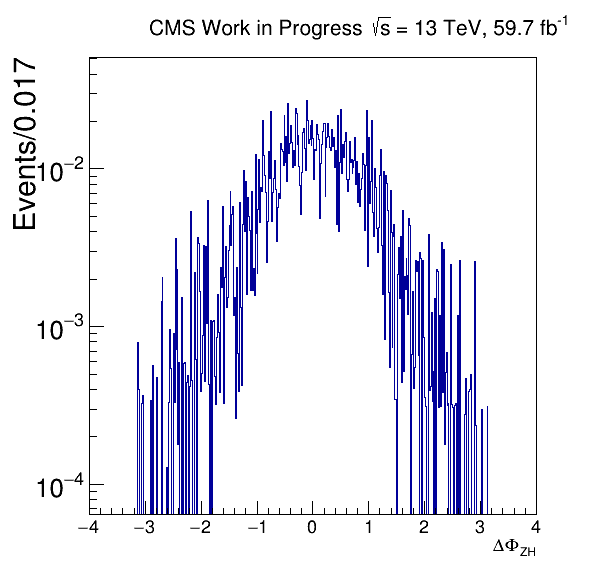 CMS Work in Progress √s = 13 TeV, 59.7 fb⁻¹
Events/0.017
10⁻²
10⁻³
10⁻⁴
−4 −3 −2 −1 0 1 2 3 4
ΔΦ_ZH